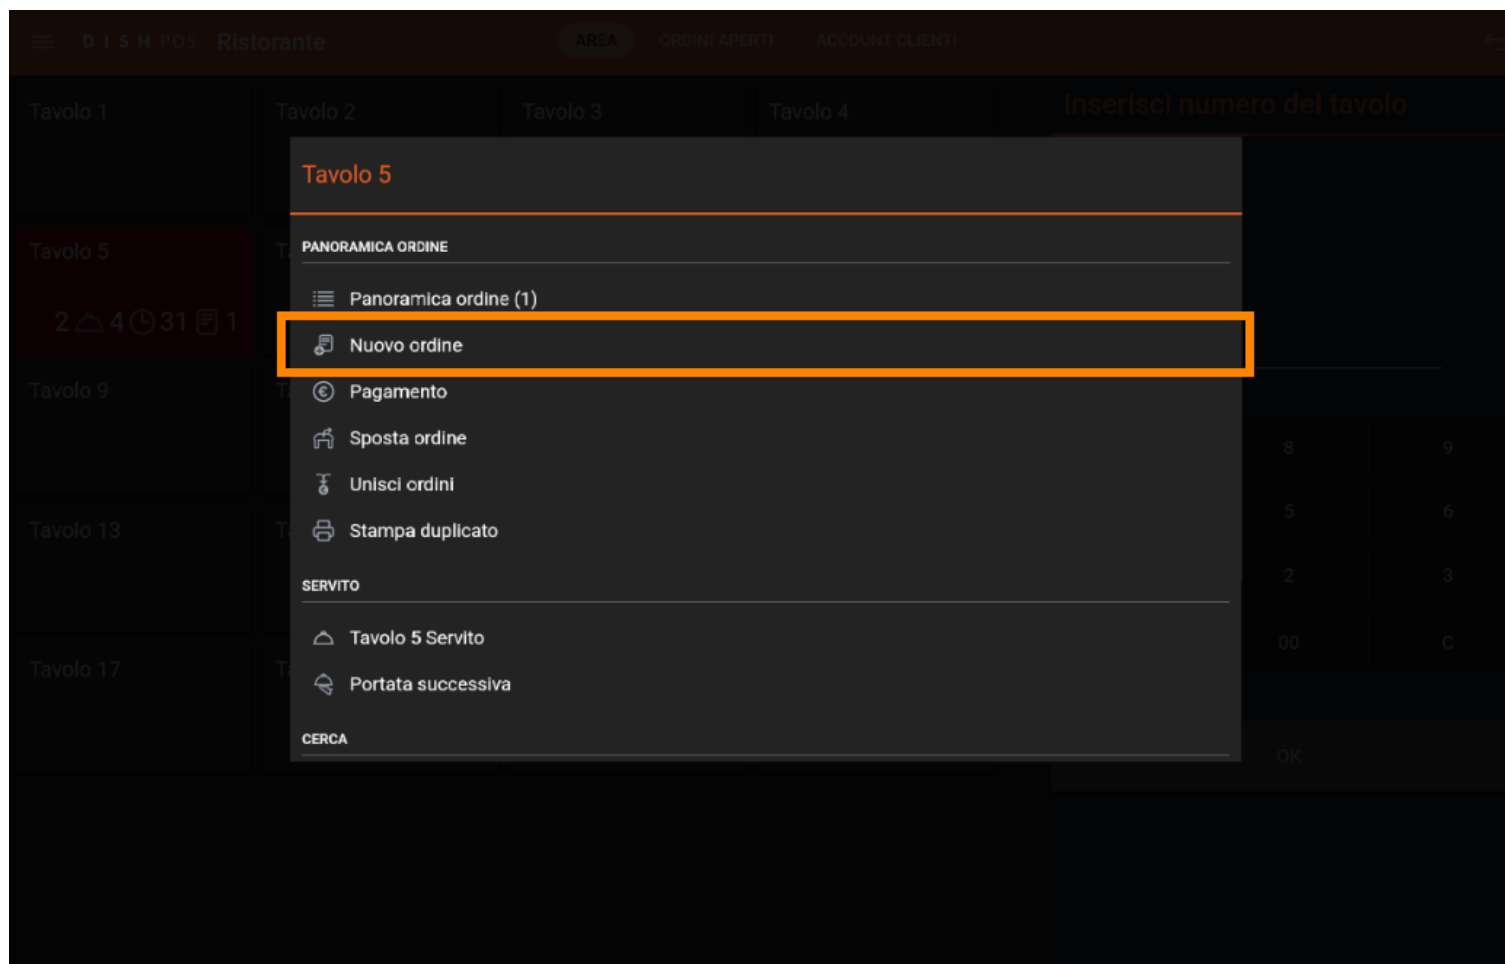 DISH POS Ristorante AREA ORDINI APERTI ACCOUNT CLIENTI
Tavolo 1 Tavolo 2 Tavolo 3 Tavolo 4 Inserisci numero del tavolo
Tavolo 5
PANORAMICA ORDINE
Tavolo 5
Panoramica ordine (1)
2 4 31 1
Nuovo ordine
Tavolo 9
Pagamento
Sposta ordine
8 9
Unisci ordini
5 6
Tavolo 13
Stampa duplicato
2 3
SERVITO
Tavolo 5 Servito
00 C
Tavolo 17
Portata successiva
CERCA
OK